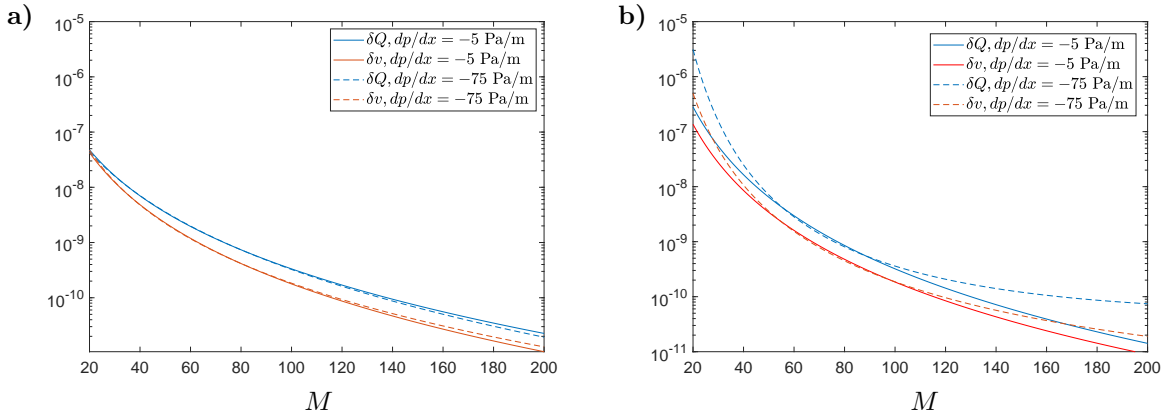 a)
10^-5
10^-6
10^-7
10^-8
10^-9
10^-10
20 40 60 80 100 120 140 160 180 200
M
δQ, dp/dx = −5 Pa/m
δv, dp/dx = −5 Pa/m
δQ, dp/dx = −75 Pa/m
δv, dp/dx = −75 Pa/m
b)
10^-5
10^-6
10^-7
10^-8
10^-9
10^-10
10^-11
20 40 60 80 100 120 140 160 180 200
M
δQ, dp/dx = −5 Pa/m
δv, dp/dx = −5 Pa/m
δQ, dp/dx = −75 Pa/m
δv, dp/dx = −75 Pa/m